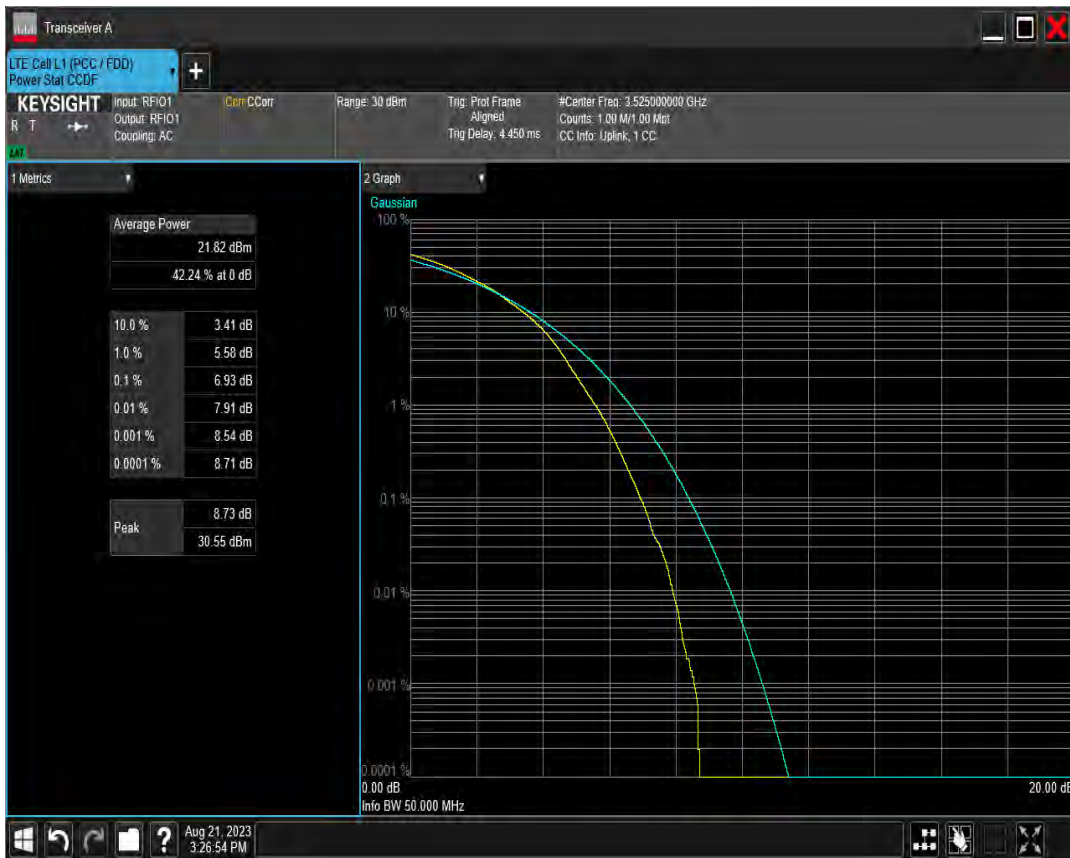 Transceiver A
LTE Cell L1 (PCC / FDD)
Power Stat CCDF
+
KEYSIGHT
R T
LXI
Input: RFIO1
Output: RFIO1
Coupling: AC
Corr CCorr
Range: 30 dBm
Trig: Prot Frame
Aligned
Trig Delay: 4.450 ms
#Center Freq: 3.525000000 GHz
Counts: 1.00 M/1.00 Mpt
CC Info: Uplink, 1 CC
1 Metrics
Average Power
21.82 dBm
42.24 % at 0 dB
10.0 % 3.41 dB
1.0 % 5.58 dB
0.1 % 6.93 dB
0.01 % 7.91 dB
0.001 % 8.54 dB
0.0001 % 8.71 dB
Peak
8.73 dB
30.55 dBm
2 Graph
Gaussian
100 %
10 %
1 %
0.1 %
0.01 %
0.001 %
0.0001 %
0.00 dB
20.00 dB
Info BW 50.000 MHz
?
Aug 21, 2023
3:26:54 PM